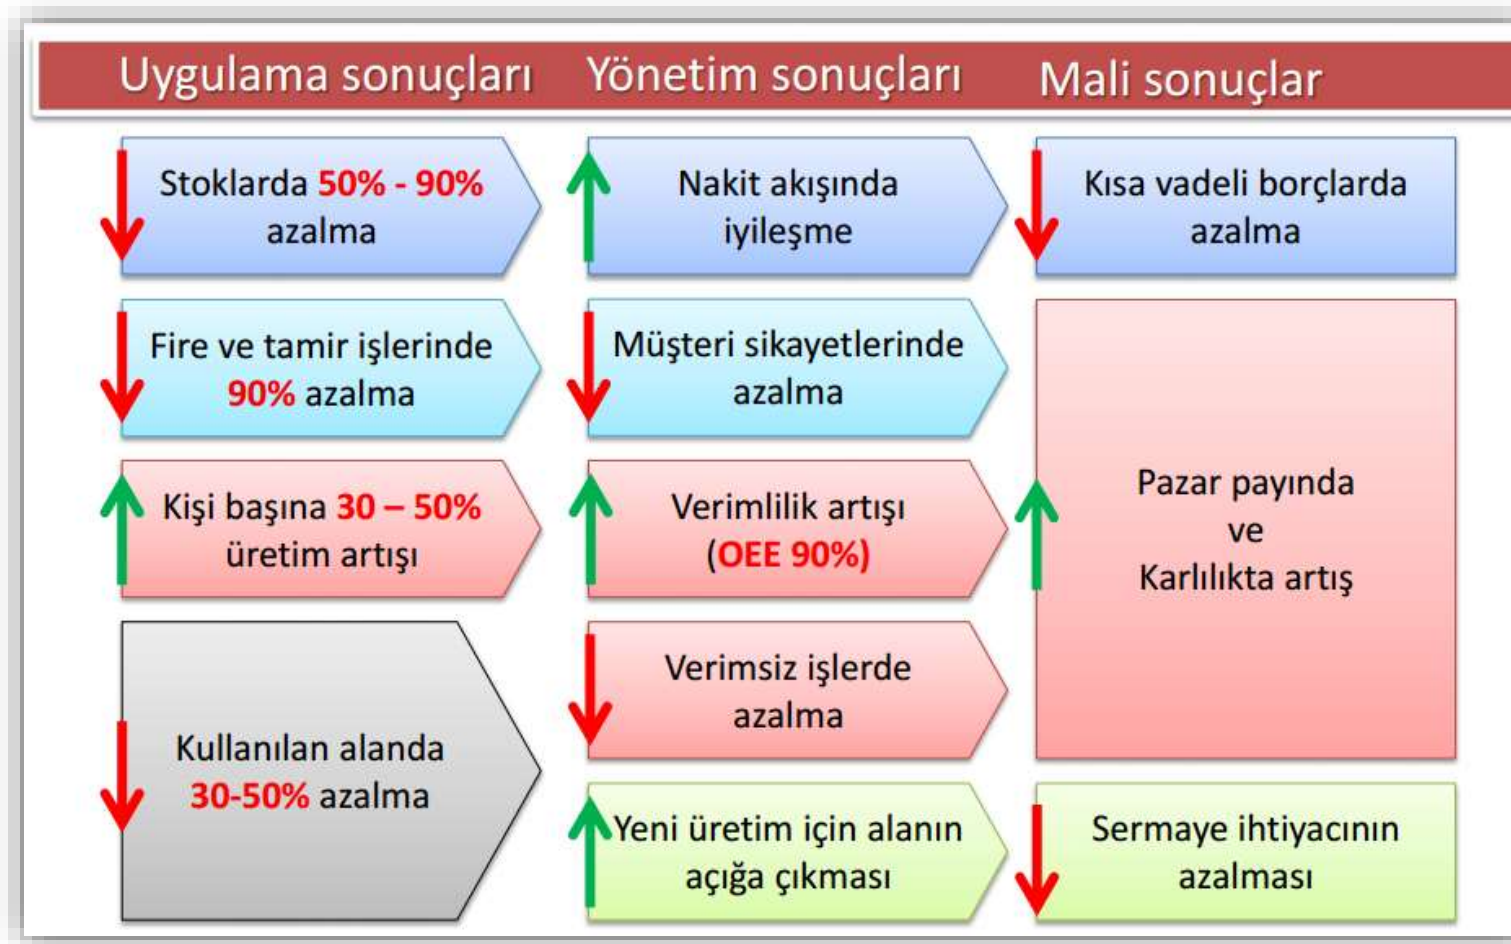 Uygulama sonuçları
Yönetim sonuçları
Mali sonuçlar
Stoklarda 50% - 90%
azalma
Nakit akışında
iyileşme
Kısa vadeli borçlarda
azalma
Fire ve tamir işlerinde
90% azalma
Müşteri sikayetlerinde
azalma
Kişi başına 30 – 50%
üretim artışı
Verimlilik artışı
(OEE 90%)
Pazar payında
ve
Karlılıkta artış
Kullanılan alanda
30-50% azalma
Verimsiz işlerde
azalma
Yeni üretim için alanın
açığa çıkması
Sermaye ihtiyacının
azalması